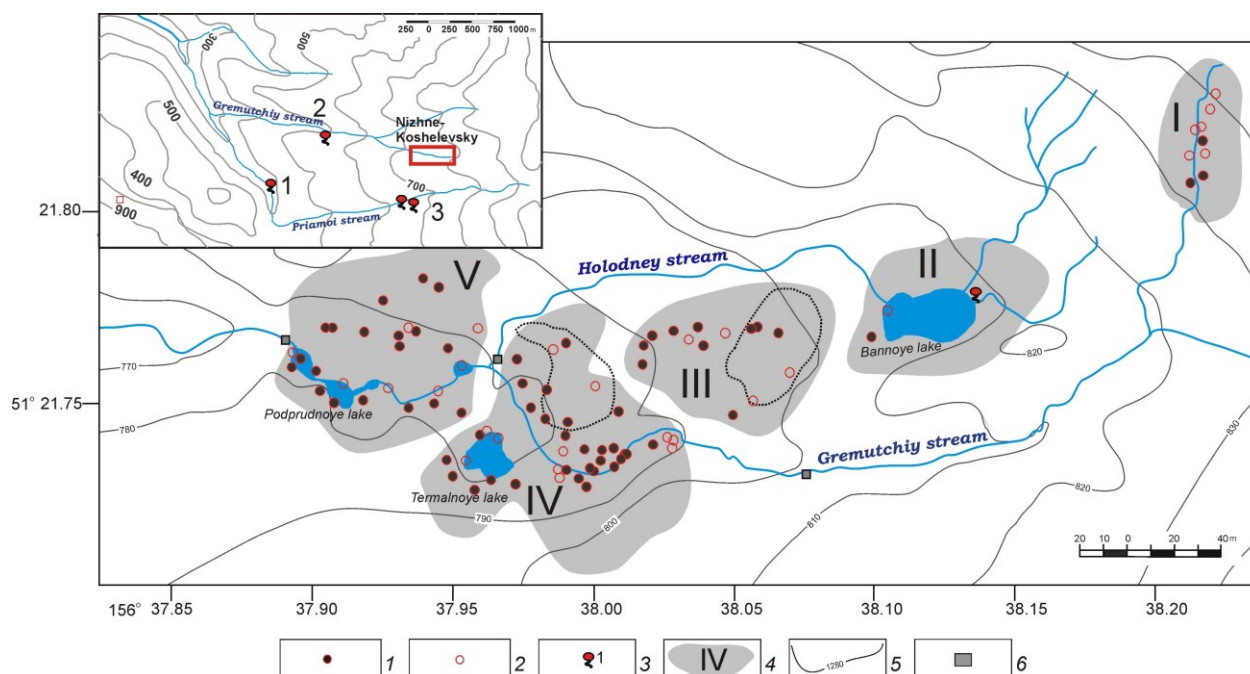 250 0 250 500 1000 m
300
500
Gremutchiy stream
2
Nizhne-
Koshelevsky
500
1
700
400
900
Priamoi stream
3
21.80
51° 21.75
I
II
V
Holodney stream
Bannoye lake
820
770
III
Podprudnoye lake
780
830
Gremutchiy stream
Termalnoye lake
IV
790
800
810
820
20 10 0 20 40 m
156° 37.85 37.90 37.95 38.00 38.05 38.10 38.15 38.20
1 2 1 3 IV 4 1280 5 6